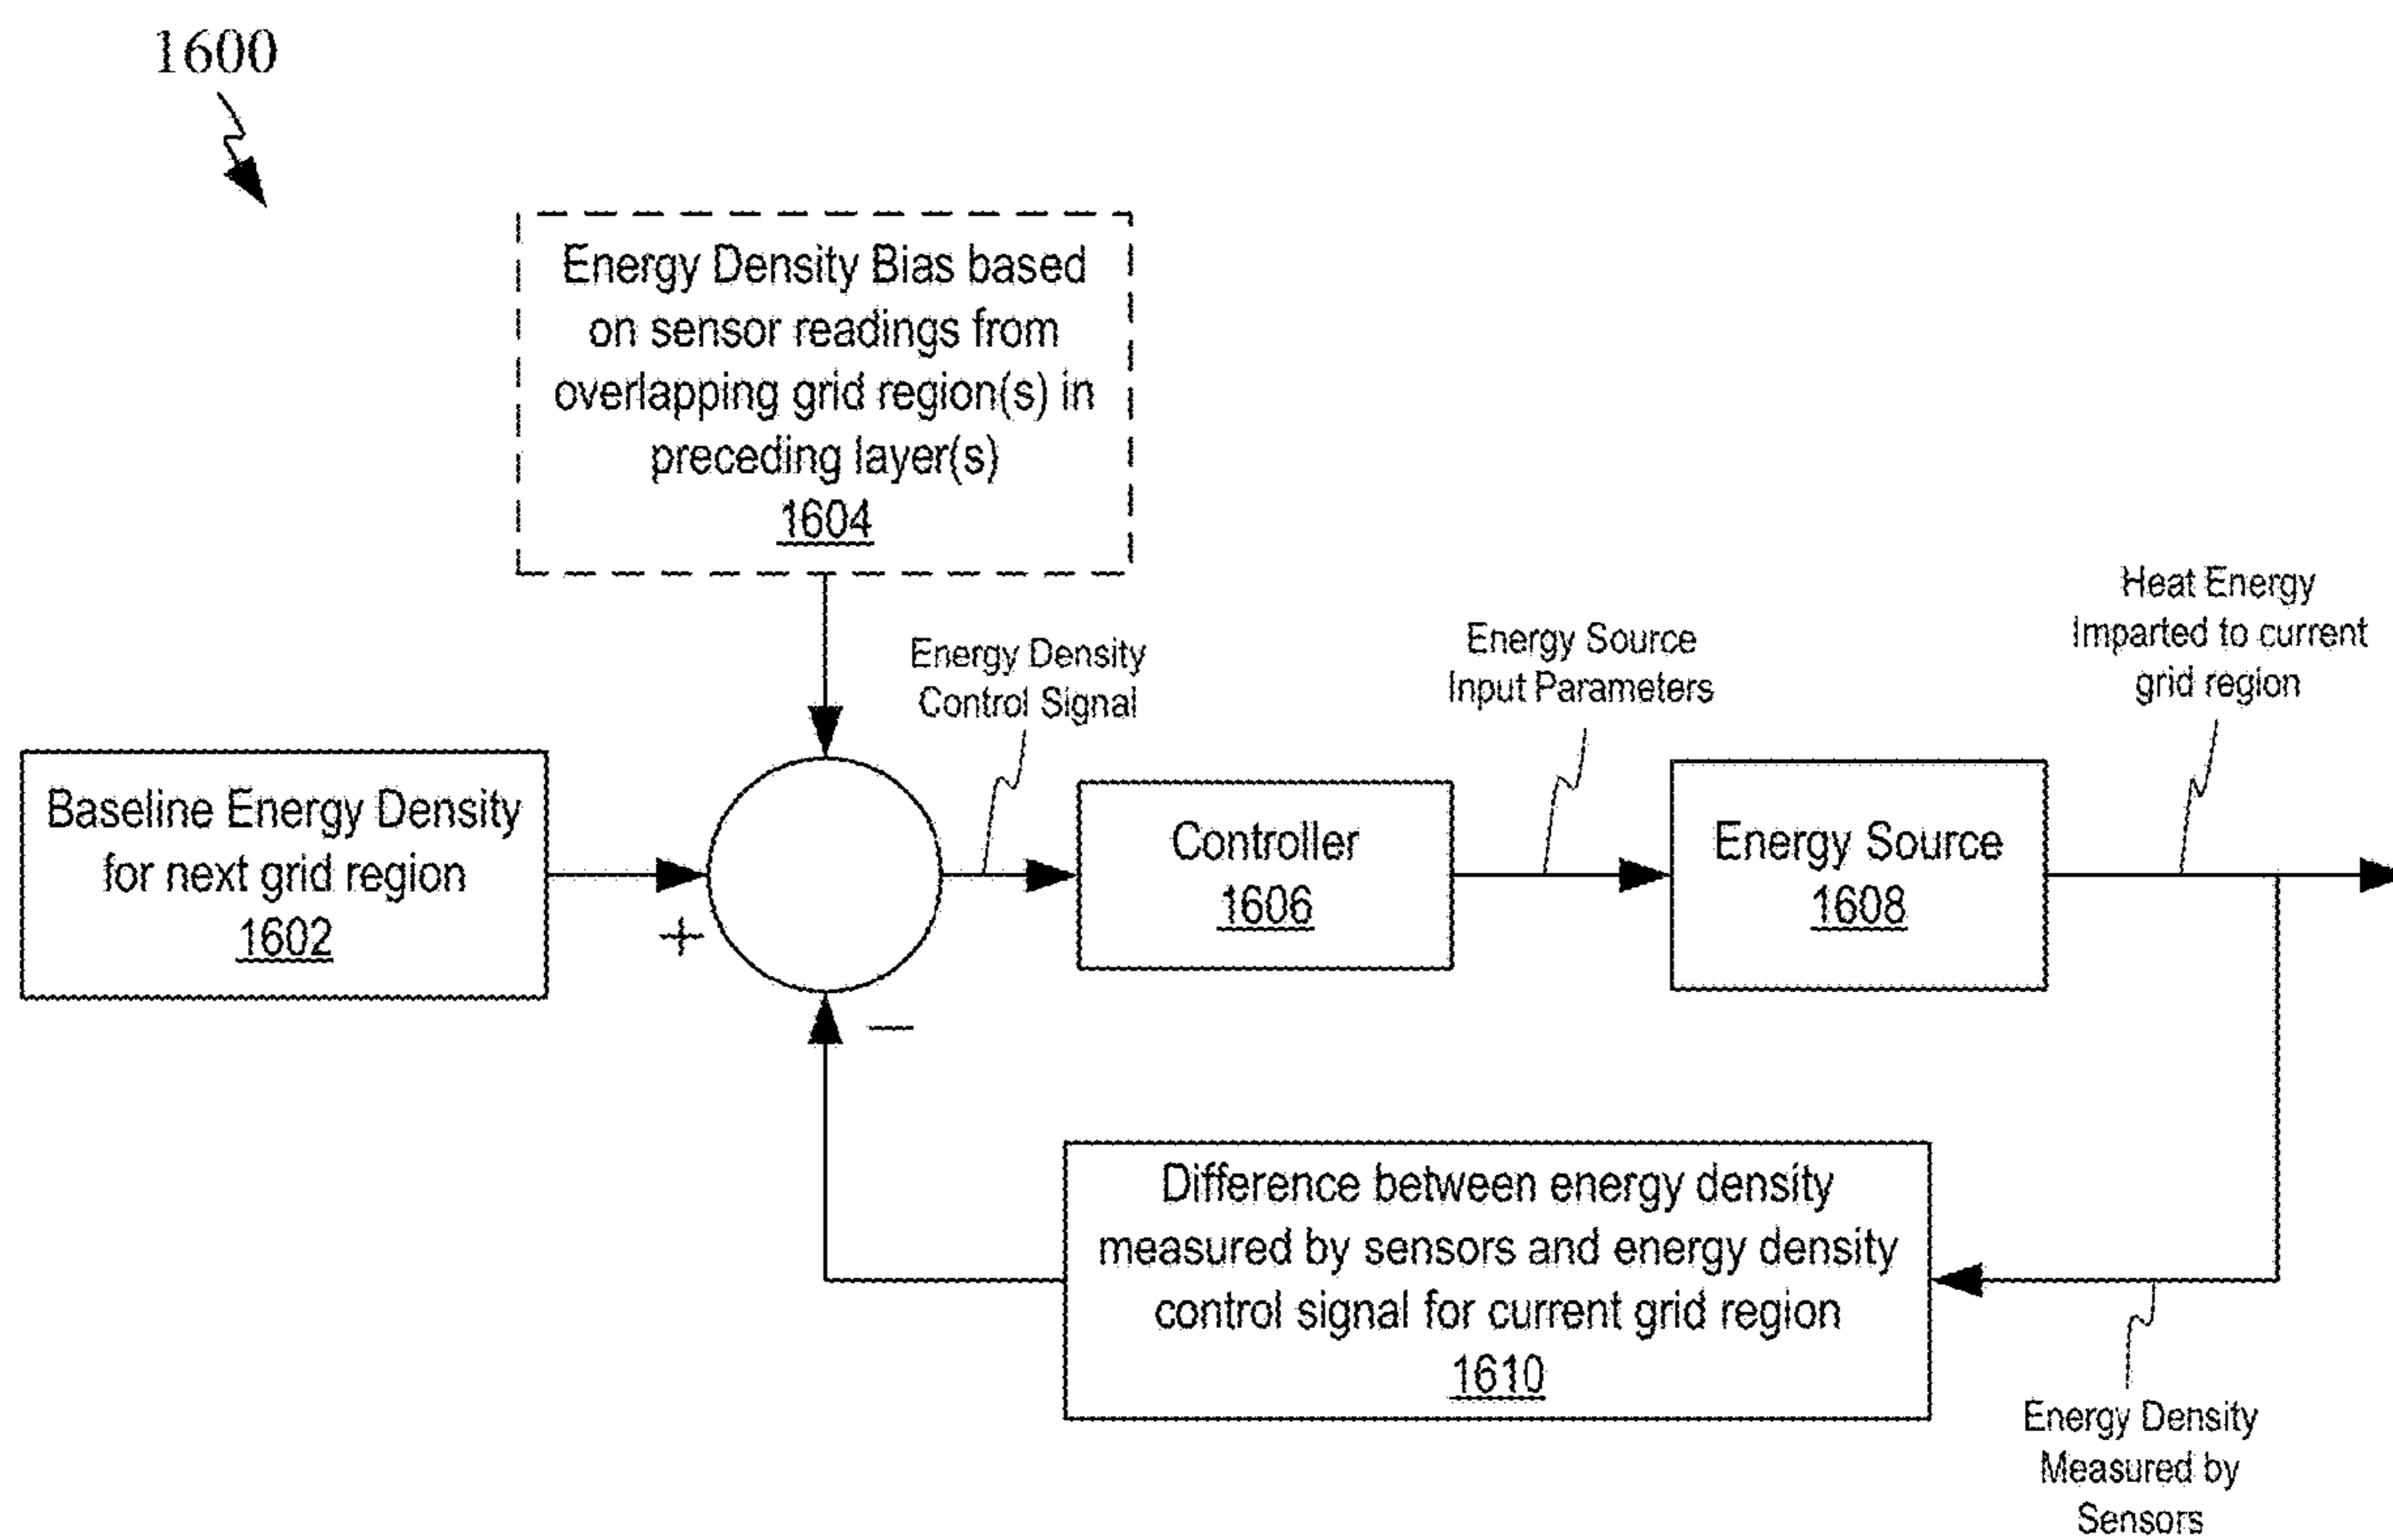 1600
Energy Density Bias based
on sensor readings from
overlapping grid region(s) in
preceding layer(s)
1604
Energy Density
Control Signal
Energy Source
Input Parameters
Heat Energy
Imparted to current
grid region
Baseline Energy Density
for next grid region
1602
+
−
Controller
1606
Energy Source
1608
Difference between energy density
measured by sensors and energy density
control signal for current grid region
1610
Energy Density
Measured by
Sensors